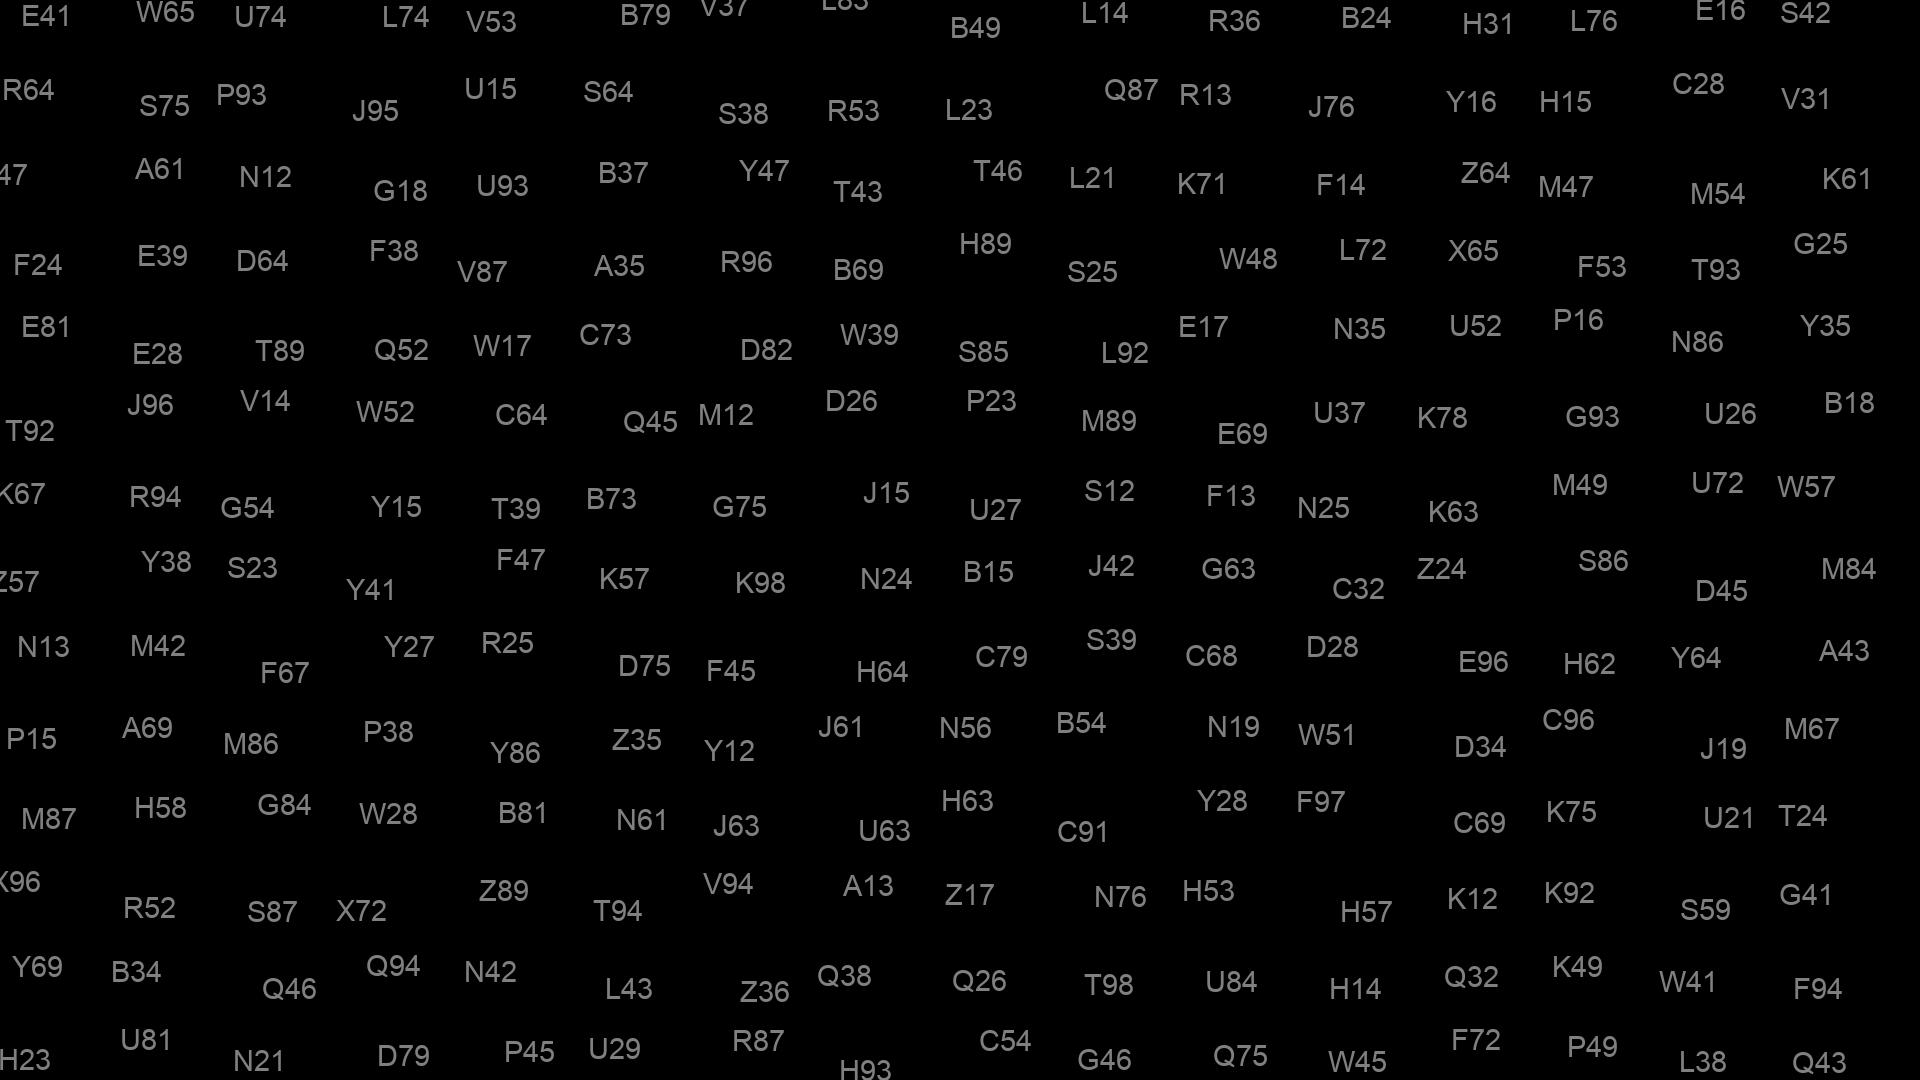 E41 W65 U74 L74 V53 B79 V37 L83 B49 L14 R36 B24 H31 L76 E16 S42
R64 S75 P93 J95 U15 S64 S38 R53 L23 Q87 R13 J76 Y16 H15 C28 V31
47 A61 N12 G18 U93 B37 Y47 T43 T46 L21 K71 F14 Z64 M47 M54 K61
F24 E39 D64 F38 V87 A35 R96 B69 H89 S25 W48 L72 X65 F53 T93 G25
E81 E28 T89 Q52 W17 C73 D82 W39 S85 L92 E17 N35 U52 P16 N86 Y35
T92 J96 V14 W52 C64 Q45 M12 D26 P23 M89 E69 U37 K78 G93 U26 B18
K67 R94 G54 Y15 T39 B73 G75 J15 U27 S12 F13 N25 K63 M49 U72 W57
Z57 Y38 S23 Y41 F47 K57 K98 N24 B15 J42 G63 C32 Z24 S86 D45 M84
N13 M42 F67 Y27 R25 D75 F45 H64 C79 S39 C68 D28 E96 H62 Y64 A43
P15 A69 M86 P38 Y86 Z35 Y12 J61 N56 B54 N19 W51 D34 C96 J19 M67
M87 H58 G84 W28 B81 N61 J63 U63 H63 C91 Y28 F97 C69 K75 U21 T24
X96 R52 S87 X72 Z89 T94 V94 A13 Z17 N76 H53 H57 K12 K92 S59 G41
Y69 B34 Q46 Q94 N42 L43 Z36 Q38 Q26 T98 U84 H14 Q32 K49 W41 F94
H23 U81 N21 D79 P45 U29 R87 H93 C54 G46 Q75 W45 F72 P49 L38 Q43